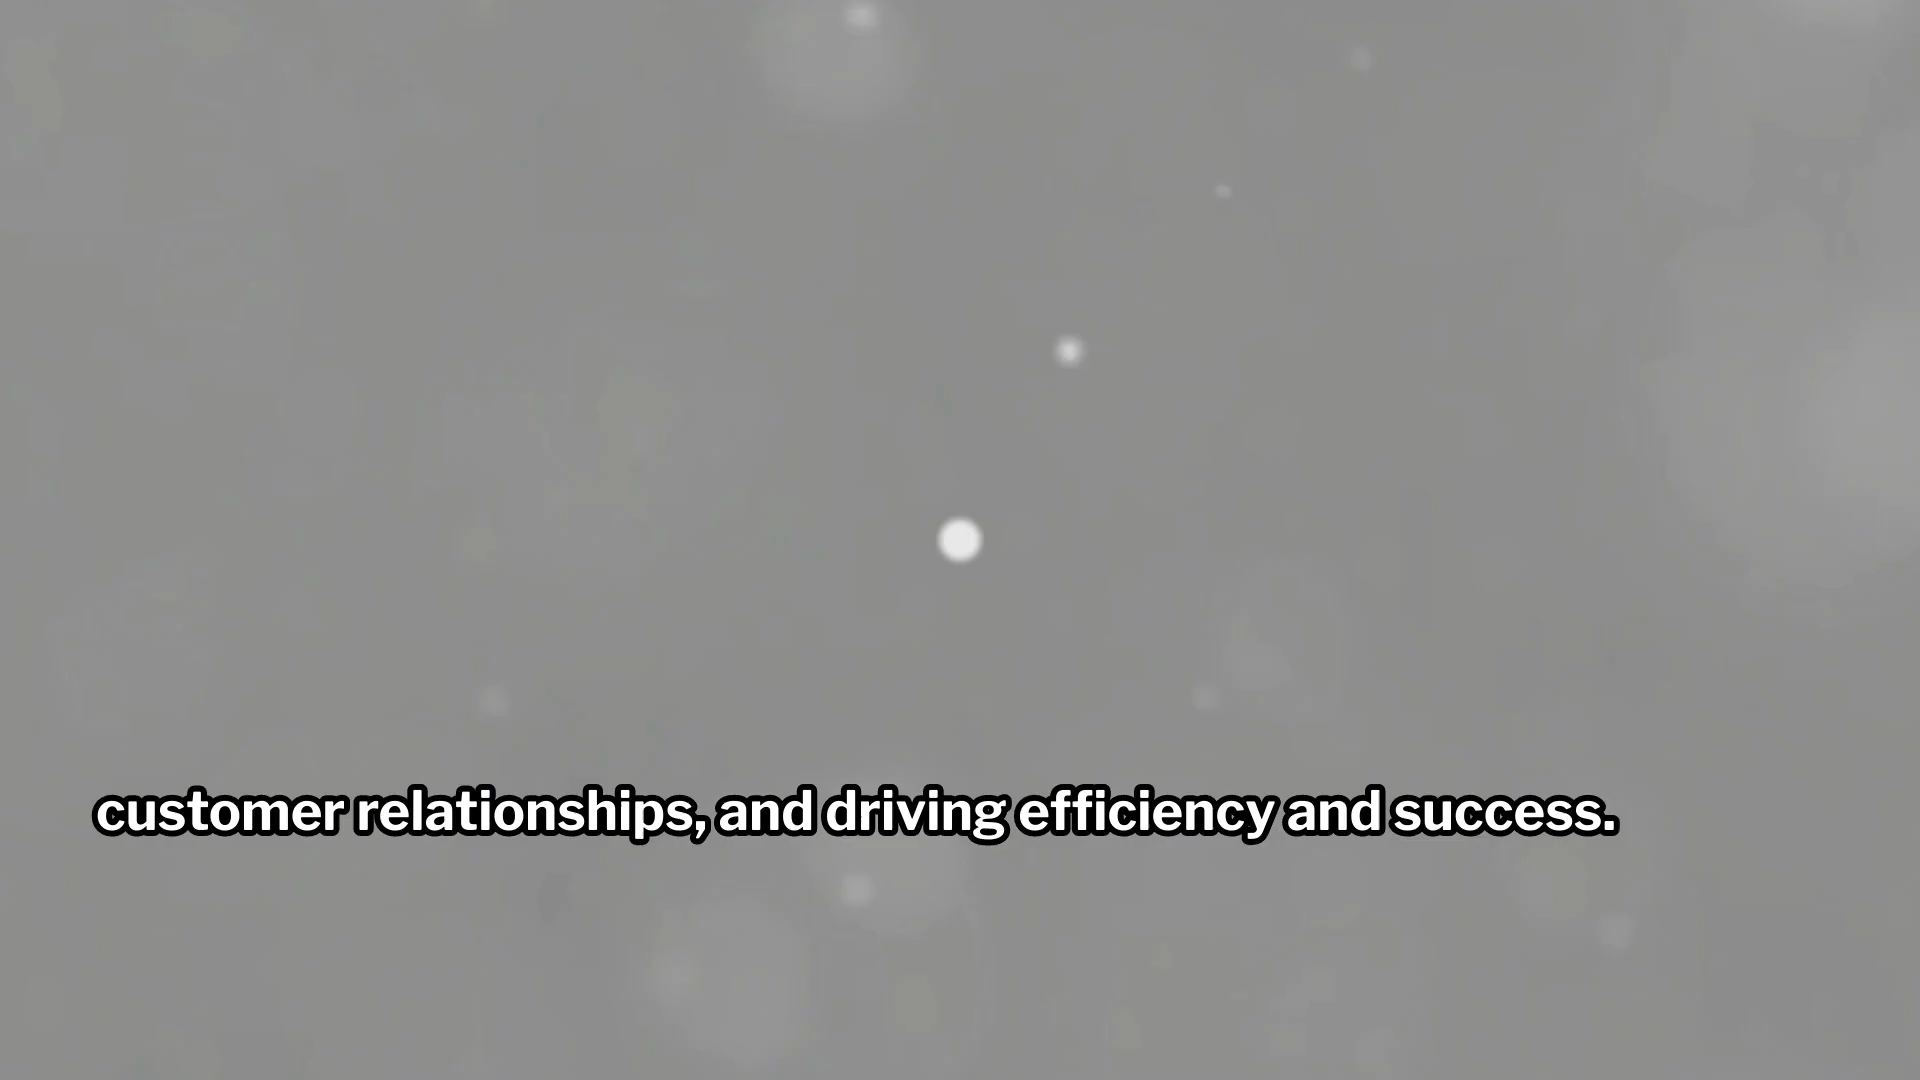 customer relationships, and driving efficiency and success.